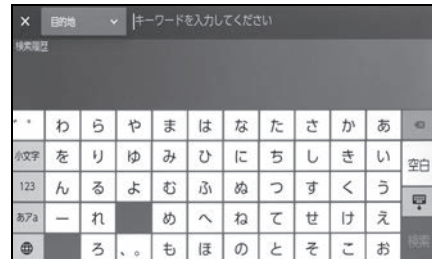 × 目的地 キーワードを入力してください
検索履歴
゛゜ わ ら や ま は な た さ か あ
小文字 を り ゆ み ひ に ち し き い 空白
123 ん る よ む ふ ぬ つ す く う
あ7a ー れ め へ ね て せ け え
ろ 、。 も ほ の と そ こ お 検索